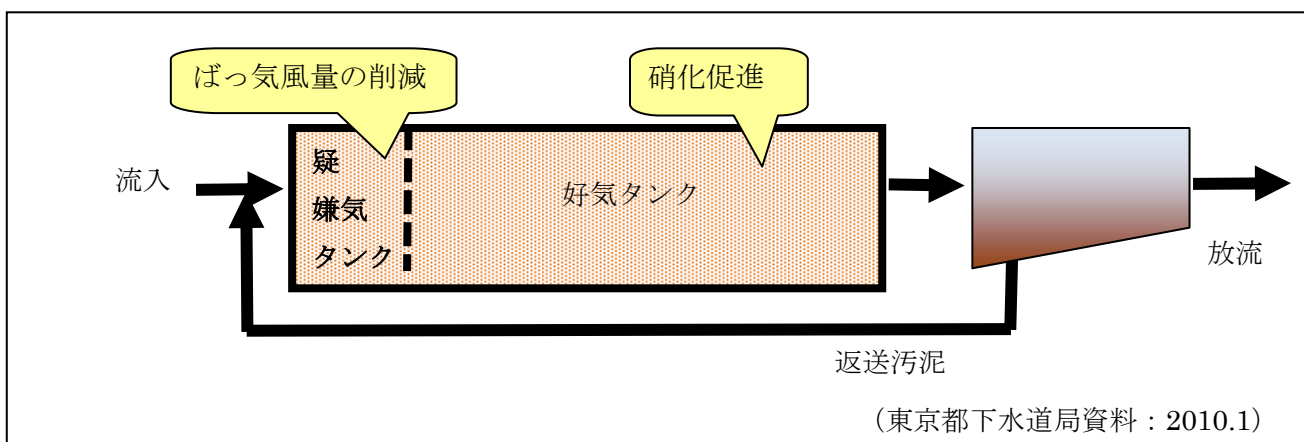 ばっ気風量の削減
硝化促進
流入
疑
嫌気
タンク
好気タンク
放流
返送汚泥
（東京都下水道局資料：2010.1）